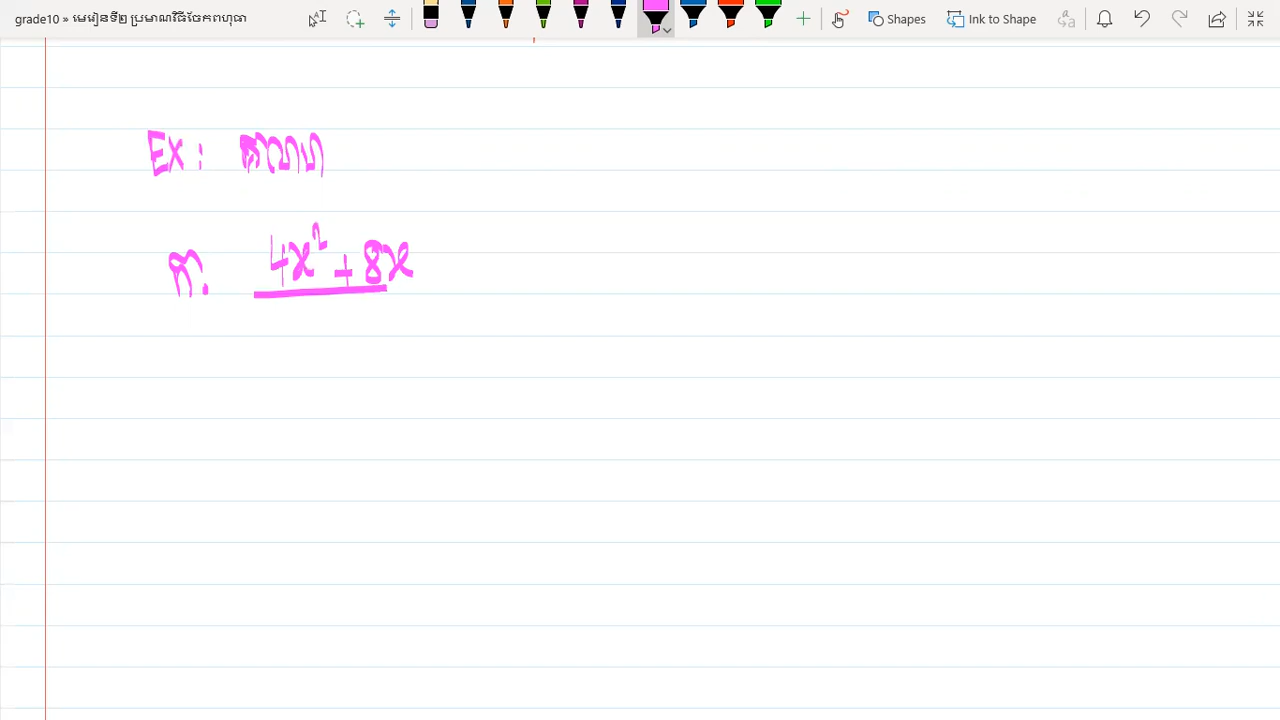 grade10 » មេរៀនទី២ ប្រមាណវិធីចែកពហុធា
Shapes
Ink to Shape
Ex : គណនា
ក. 4x² + 8x